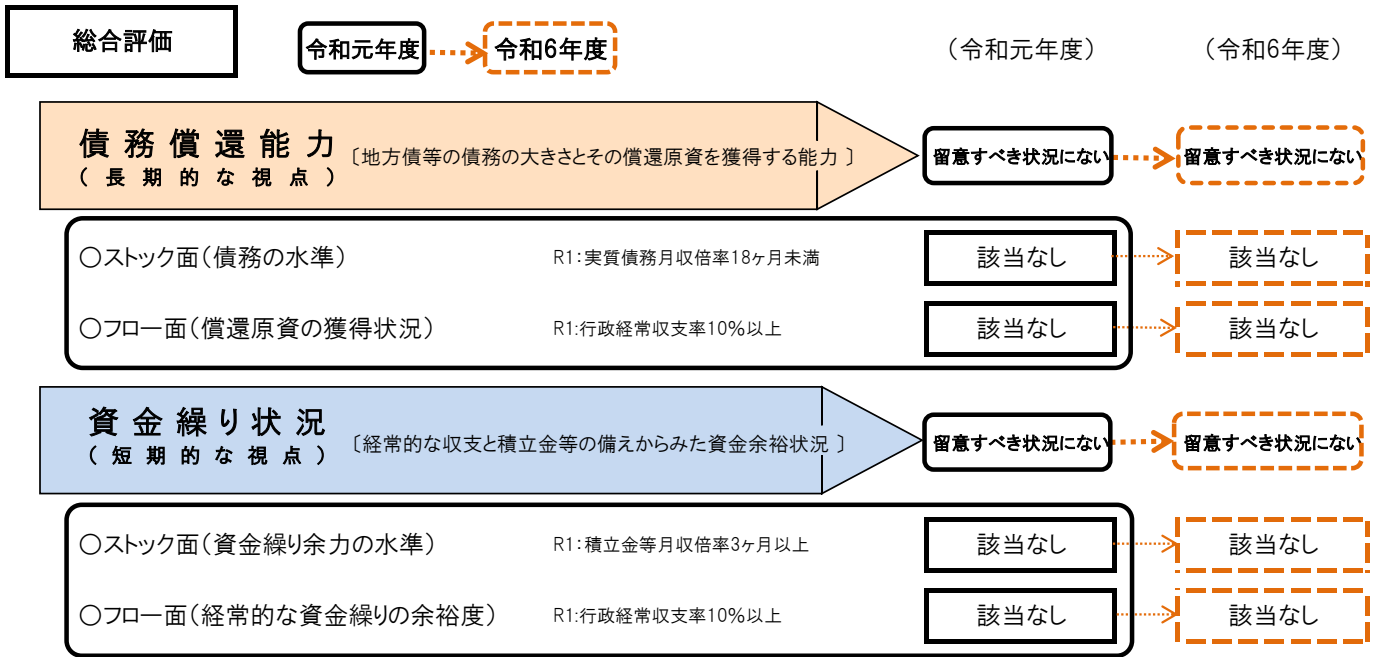 総合評価
令和元年度
令和6年度
（令和元年度）
（令和6年度）
債務償還能力
（長期的な視点）
〔地方債等の債務の大きさとその償還原資を獲得する能力 〕
留意すべき状況にない
留意すべき状況にない
○ストック面（債務の水準）
R1：実質債務月収倍率18ヶ月未満
該当なし
該当なし
○フロー面（償還原資の獲得状況）
R1:行政経常収支率10％以上
該当なし
該当なし
資金繰り状況
（短期的な視点）
〔経常的な収支と積立金等の備えからみた資金余裕状況 〕
留意すべき状況にない
留意すべき状況にない
○ストック面（資金繰り余力の水準）
R1：積立金等月収倍率3ヶ月以上
該当なし
該当なし
○フロー面（経常的な資金繰りの余裕度）
R1:行政経常収支率10％以上
該当なし
該当なし